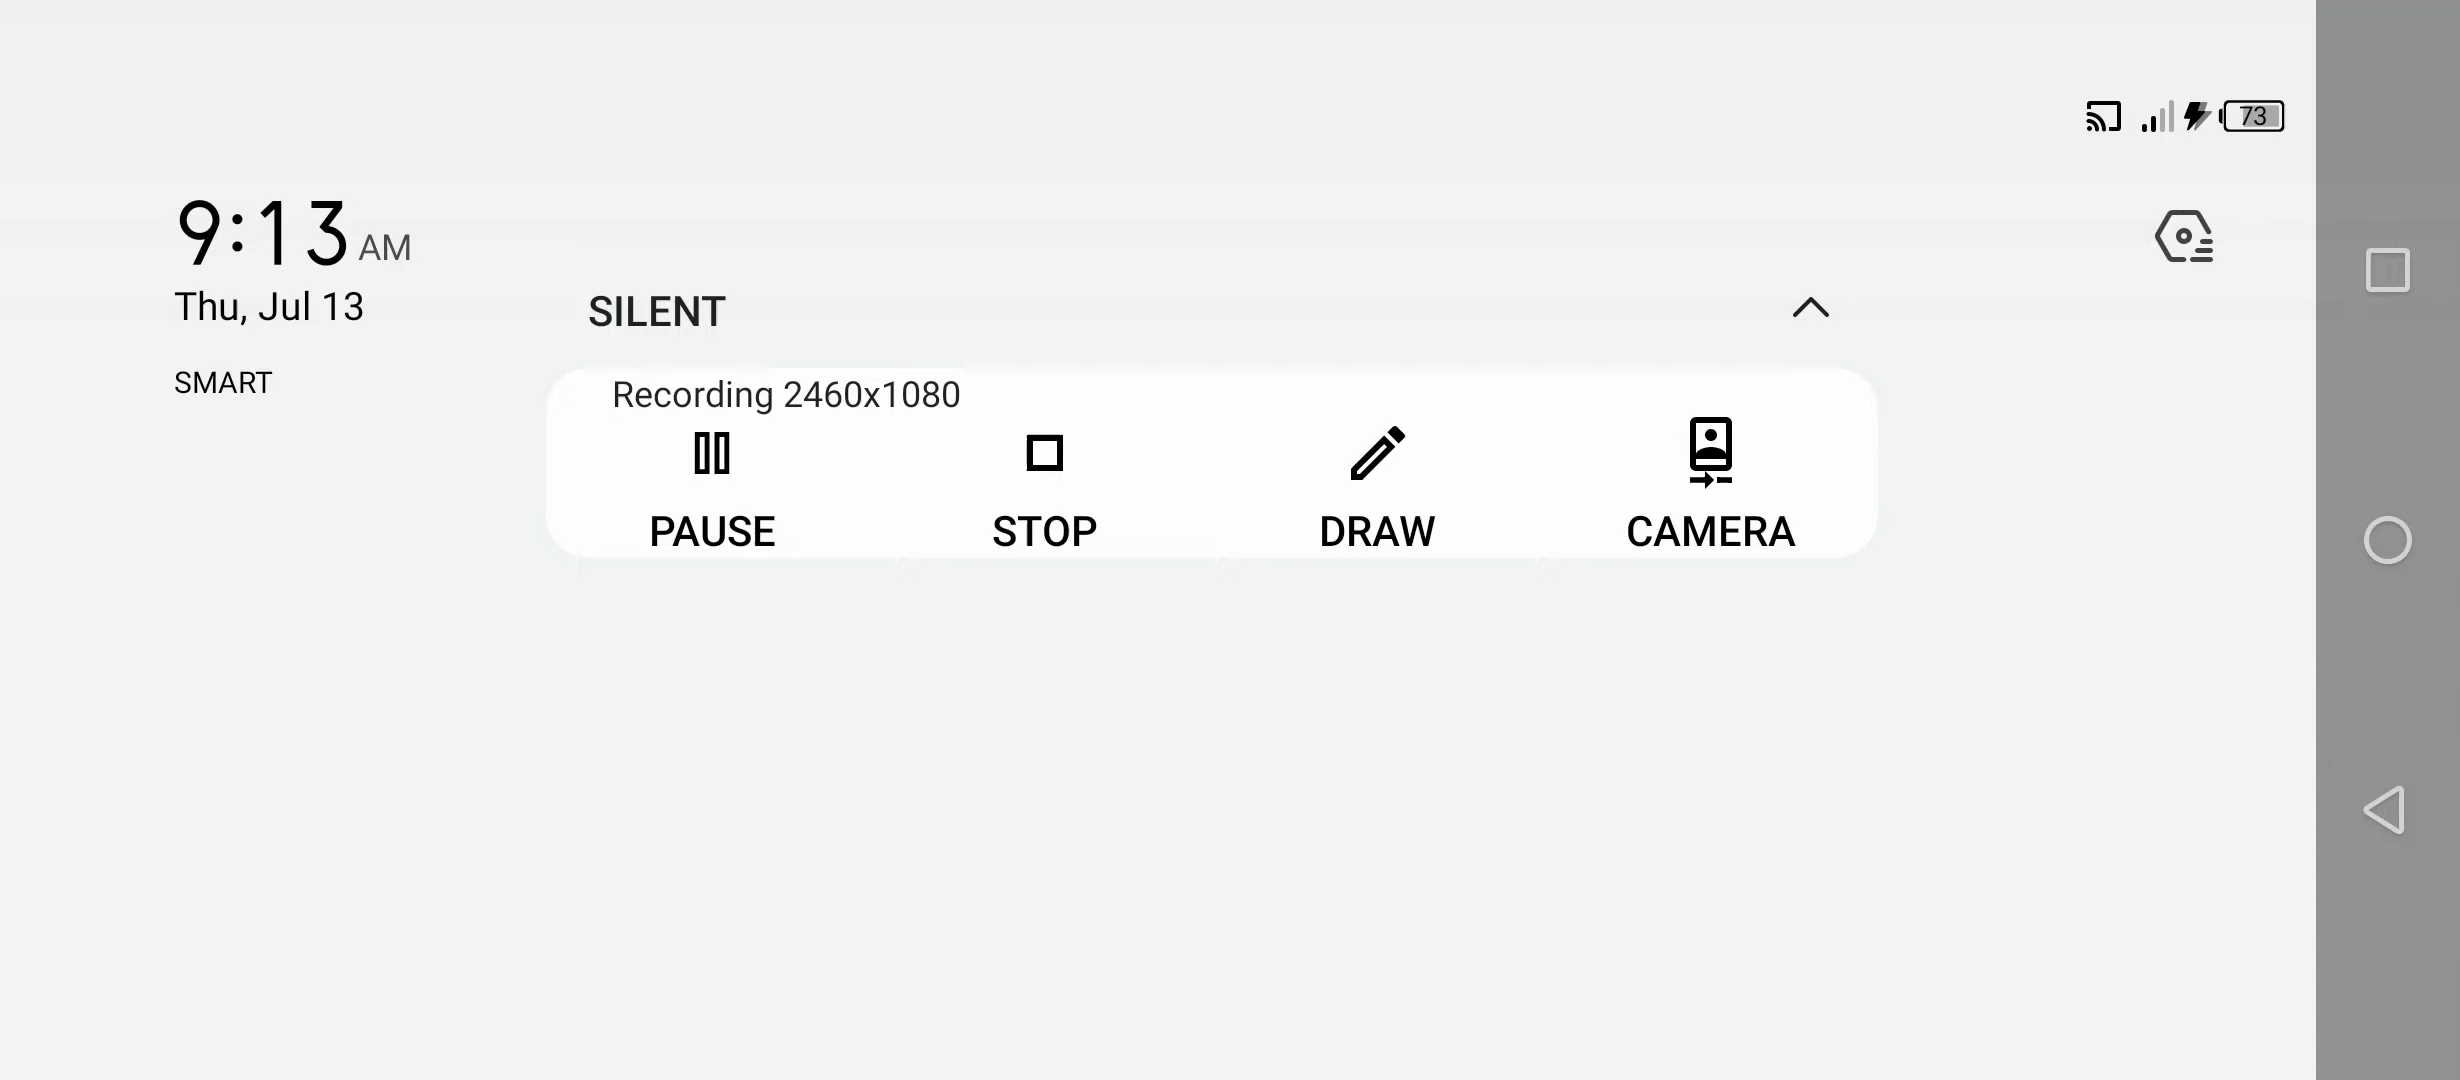 73
9:13 AM
Thu, Jul 13
SILENT
SMART
Recording 2460x1080
PAUSE STOP DRAW CAMERA